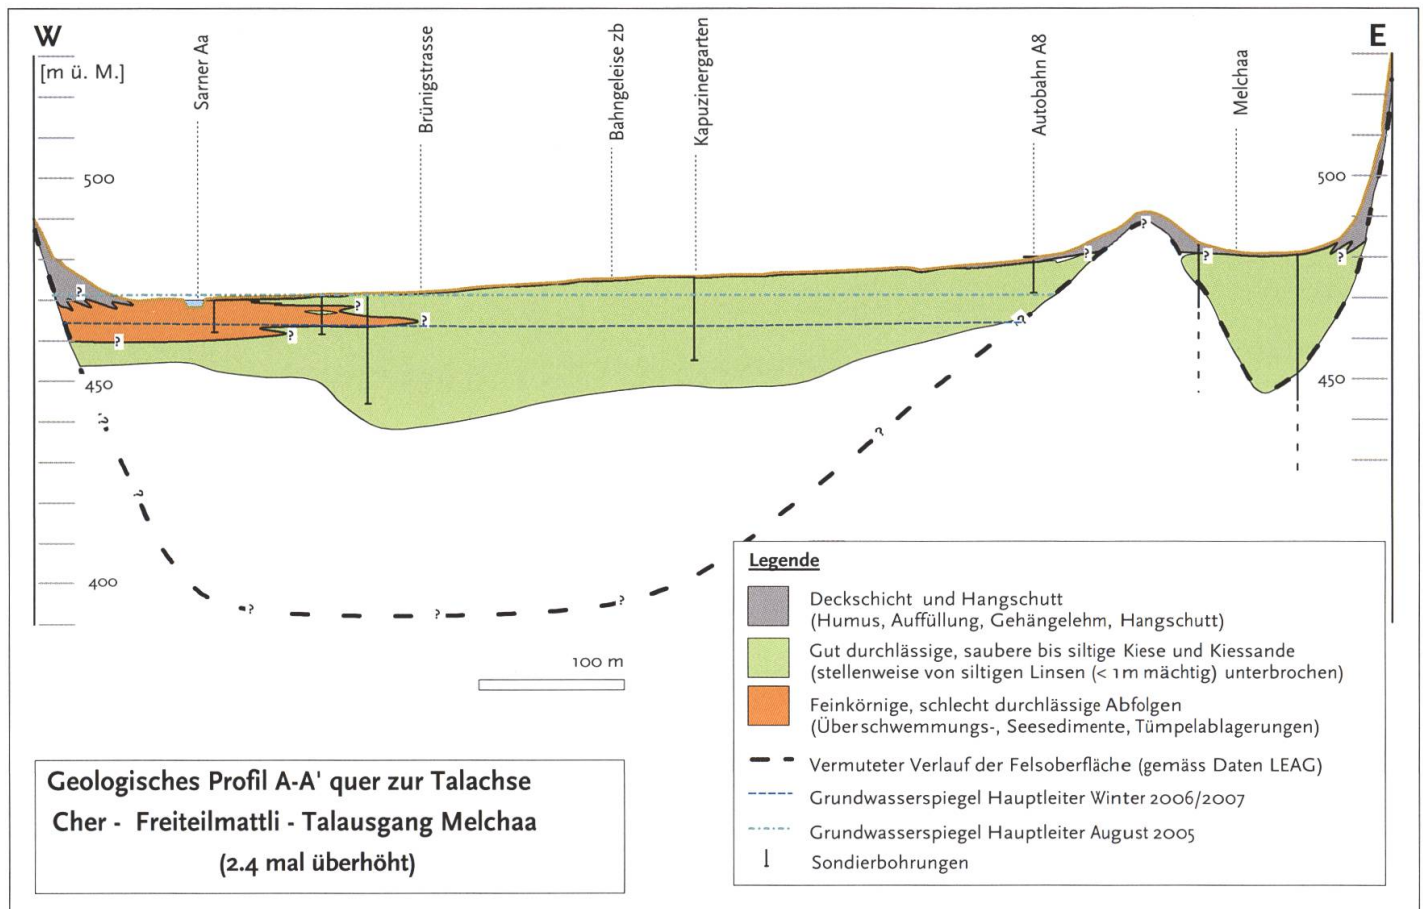 W
E
[m ü. M.]
Sarner Aa
Brünigstrasse
Bahngeleise zb
Kapuzinergarten
Autobahn A8
Melchaa
500
500
?
?
?
?
?
?
?
?
?
?
450
450
?
?
?
400
?
?
?
100 m
Legende
Deckschicht und Hangschutt
(Humus, Auffüllung, Gehängelehm, Hangschutt)
Gut durchlässige, saubere bis siltige Kiese und Kiessande
(stellenweise von siltigen Linsen (< 1m mächtig) unterbrochen)
Feinkörnige, schlecht durchlässige Abfolgen
(Überschwemmungs-, Seesedimente, Tümpelablagerungen)
Vermuteter Verlauf der Felsoberfläche (gemäss Daten LEAG)
Grundwasserspiegel Hauptleiter Winter 2006/2007
Grundwasserspiegel Hauptleiter August 2005
Sondierbohrungen
Geologisches Profil A-A' quer zur Talachse
Cher - Freiteilmattli - Talausgang Melchaa
(2.4 mal überhöht)